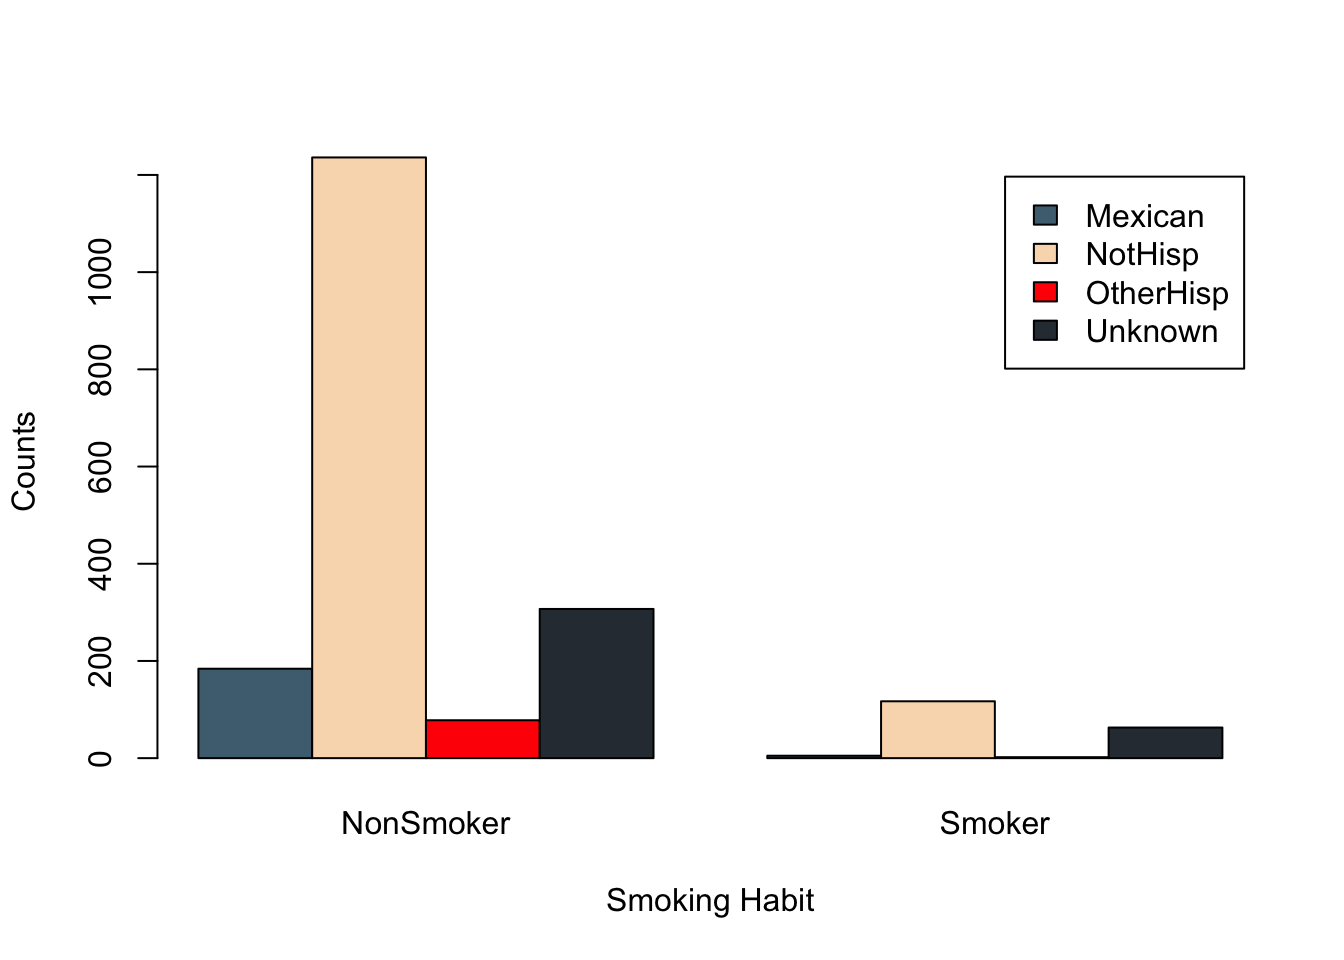 Counts
1000
800
600
400
200
0
Mexican
NotHisp
OtherHisp
Unknown
NonSmoker
Smoker
Smoking Habit